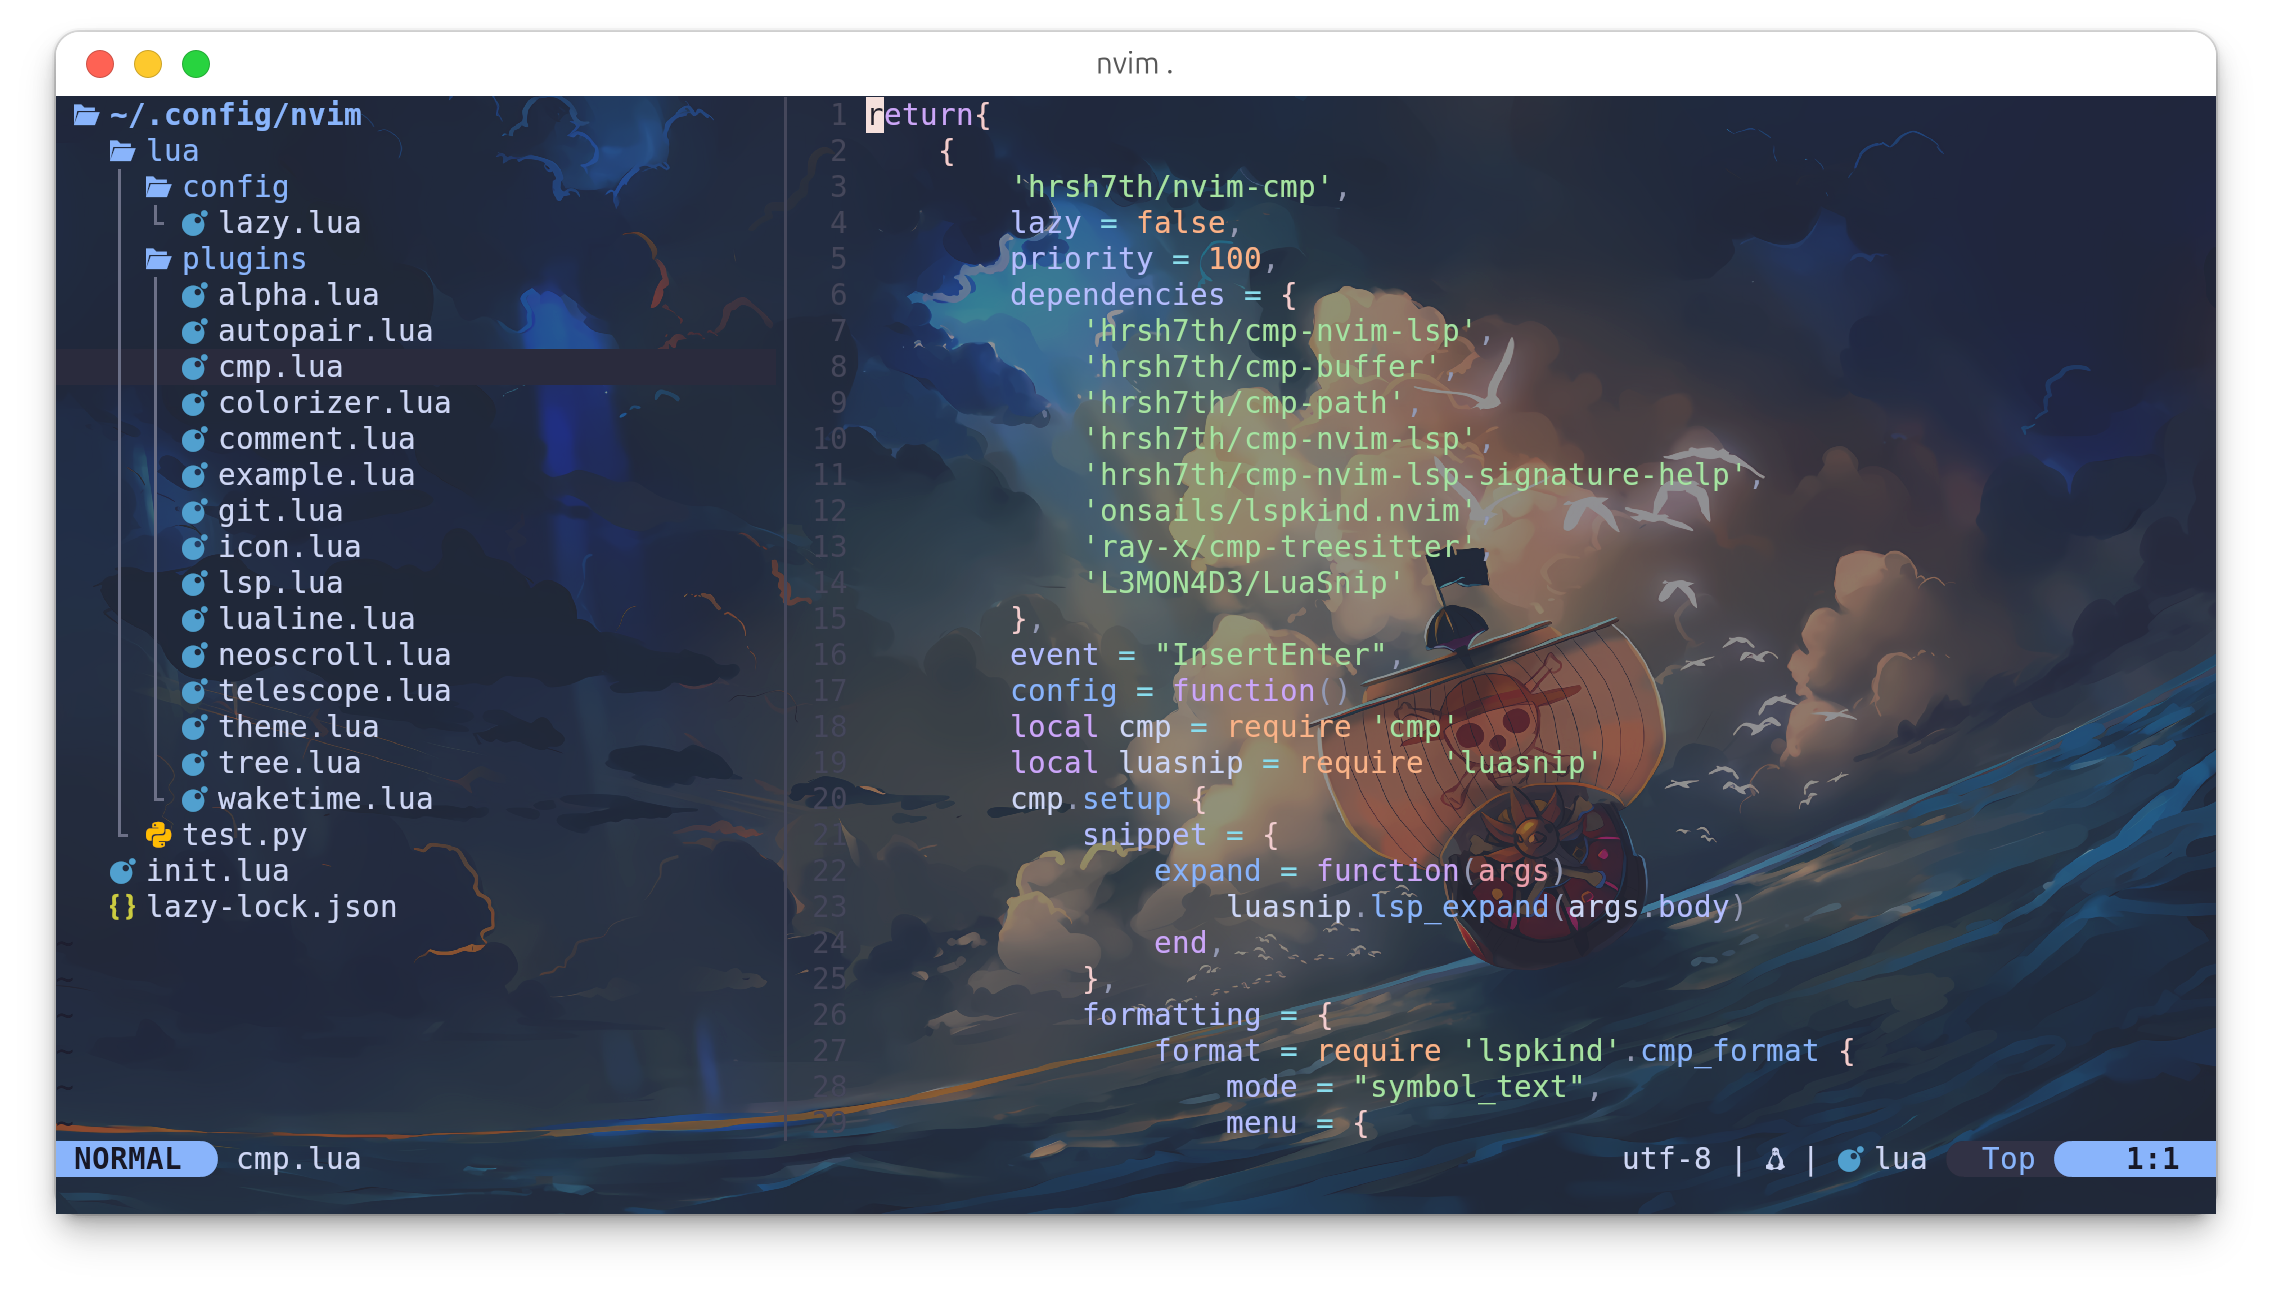 nvim .
~/.config/nvim
lua
config
lazy.lua
plugins
alpha.lua
autopair.lua
cmp.lua
colorizer.lua
comment.lua
example.lua
git.lua
icon.lua
lsp.lua
lualine.lua
neoscroll.lua
telescope.lua
theme.lua
tree.lua
waketime.lua
test.py
init.lua
{} lazy-lock.json
~
~
~
~
~
~
1 return{
2     {
3         'hrsh7th/nvim-cmp',
4         lazy = false,
5         priority = 100,
6         dependencies = {
7             'hrsh7th/cmp-nvim-lsp',
8             'hrsh7th/cmp-buffer',
9             'hrsh7th/cmp-path',
10             'hrsh7th/cmp-nvim-lsp',
11             'hrsh7th/cmp-nvim-lsp-signature-help',
12             'onsails/lspkind.nvim',
13             'ray-x/cmp-treesitter',
14             'L3MON4D3/LuaSnip'
15         },
16         event = "InsertEnter",
17         config = function()
18         local cmp = require 'cmp'
19         local luasnip = require 'luasnip'
20         cmp.setup {
21             snippet = {
22                 expand = function(args)
23                     luasnip.lsp_expand(args.body)
24                 end,
25             },
26             formatting = {
27                 format = require 'lspkind'.cmp_format {
28                     mode = "symbol_text",
29                     menu = {
NORMAL cmp.lua utf-8 | | lua Top 1:1